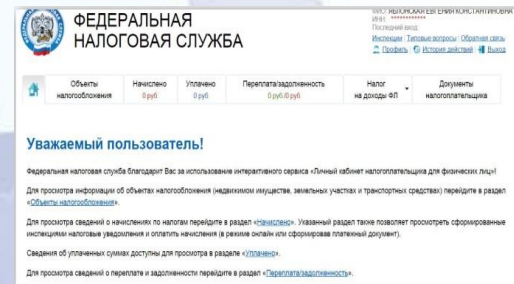 ФЕДЕРАЛЬНАЯ
НАЛОГОВАЯ СЛУЖБА
ФИО: ЯБЛОНСКАЯ ЕВГЕНИЯ КОНСТАНТИНОВНА
ИНН: ************
Последний вход:
Инспекции Типовые вопросы Обратная связь
Профиль История действий Выход
Объекты налогообложения
Начислено 0 руб.
Уплачено 0 руб.
Переплата/задолженность 0 руб./0 руб.
Налог на доходы ФЛ
Документы налогоплательщика
Уважаемый пользователь!
Федеральная налоговая служба благодарит Вас за использование интерактивного сервиса «Личный кабинет налогоплательщика для физических лиц»!
Для просмотра информации об объектах налогообложения (недвижимом имуществе, земельных участках и транспортных средствах) перейдите в раздел
«Объекты налогообложения».
Для просмотра сведений о начислениях по налогам перейдите в раздел «Начислено». Указанный раздел также позволяет просмотреть сформированные
инспекциями налоговые уведомления и оплатить начисления (в режиме онлайн или сформировав платежный документ).
Сведения об уплаченных суммах доступны для просмотра в разделе «Уплачено».
Для просмотра сведений о переплате и задолженности перейдите в раздел «Переплата/задолженность».